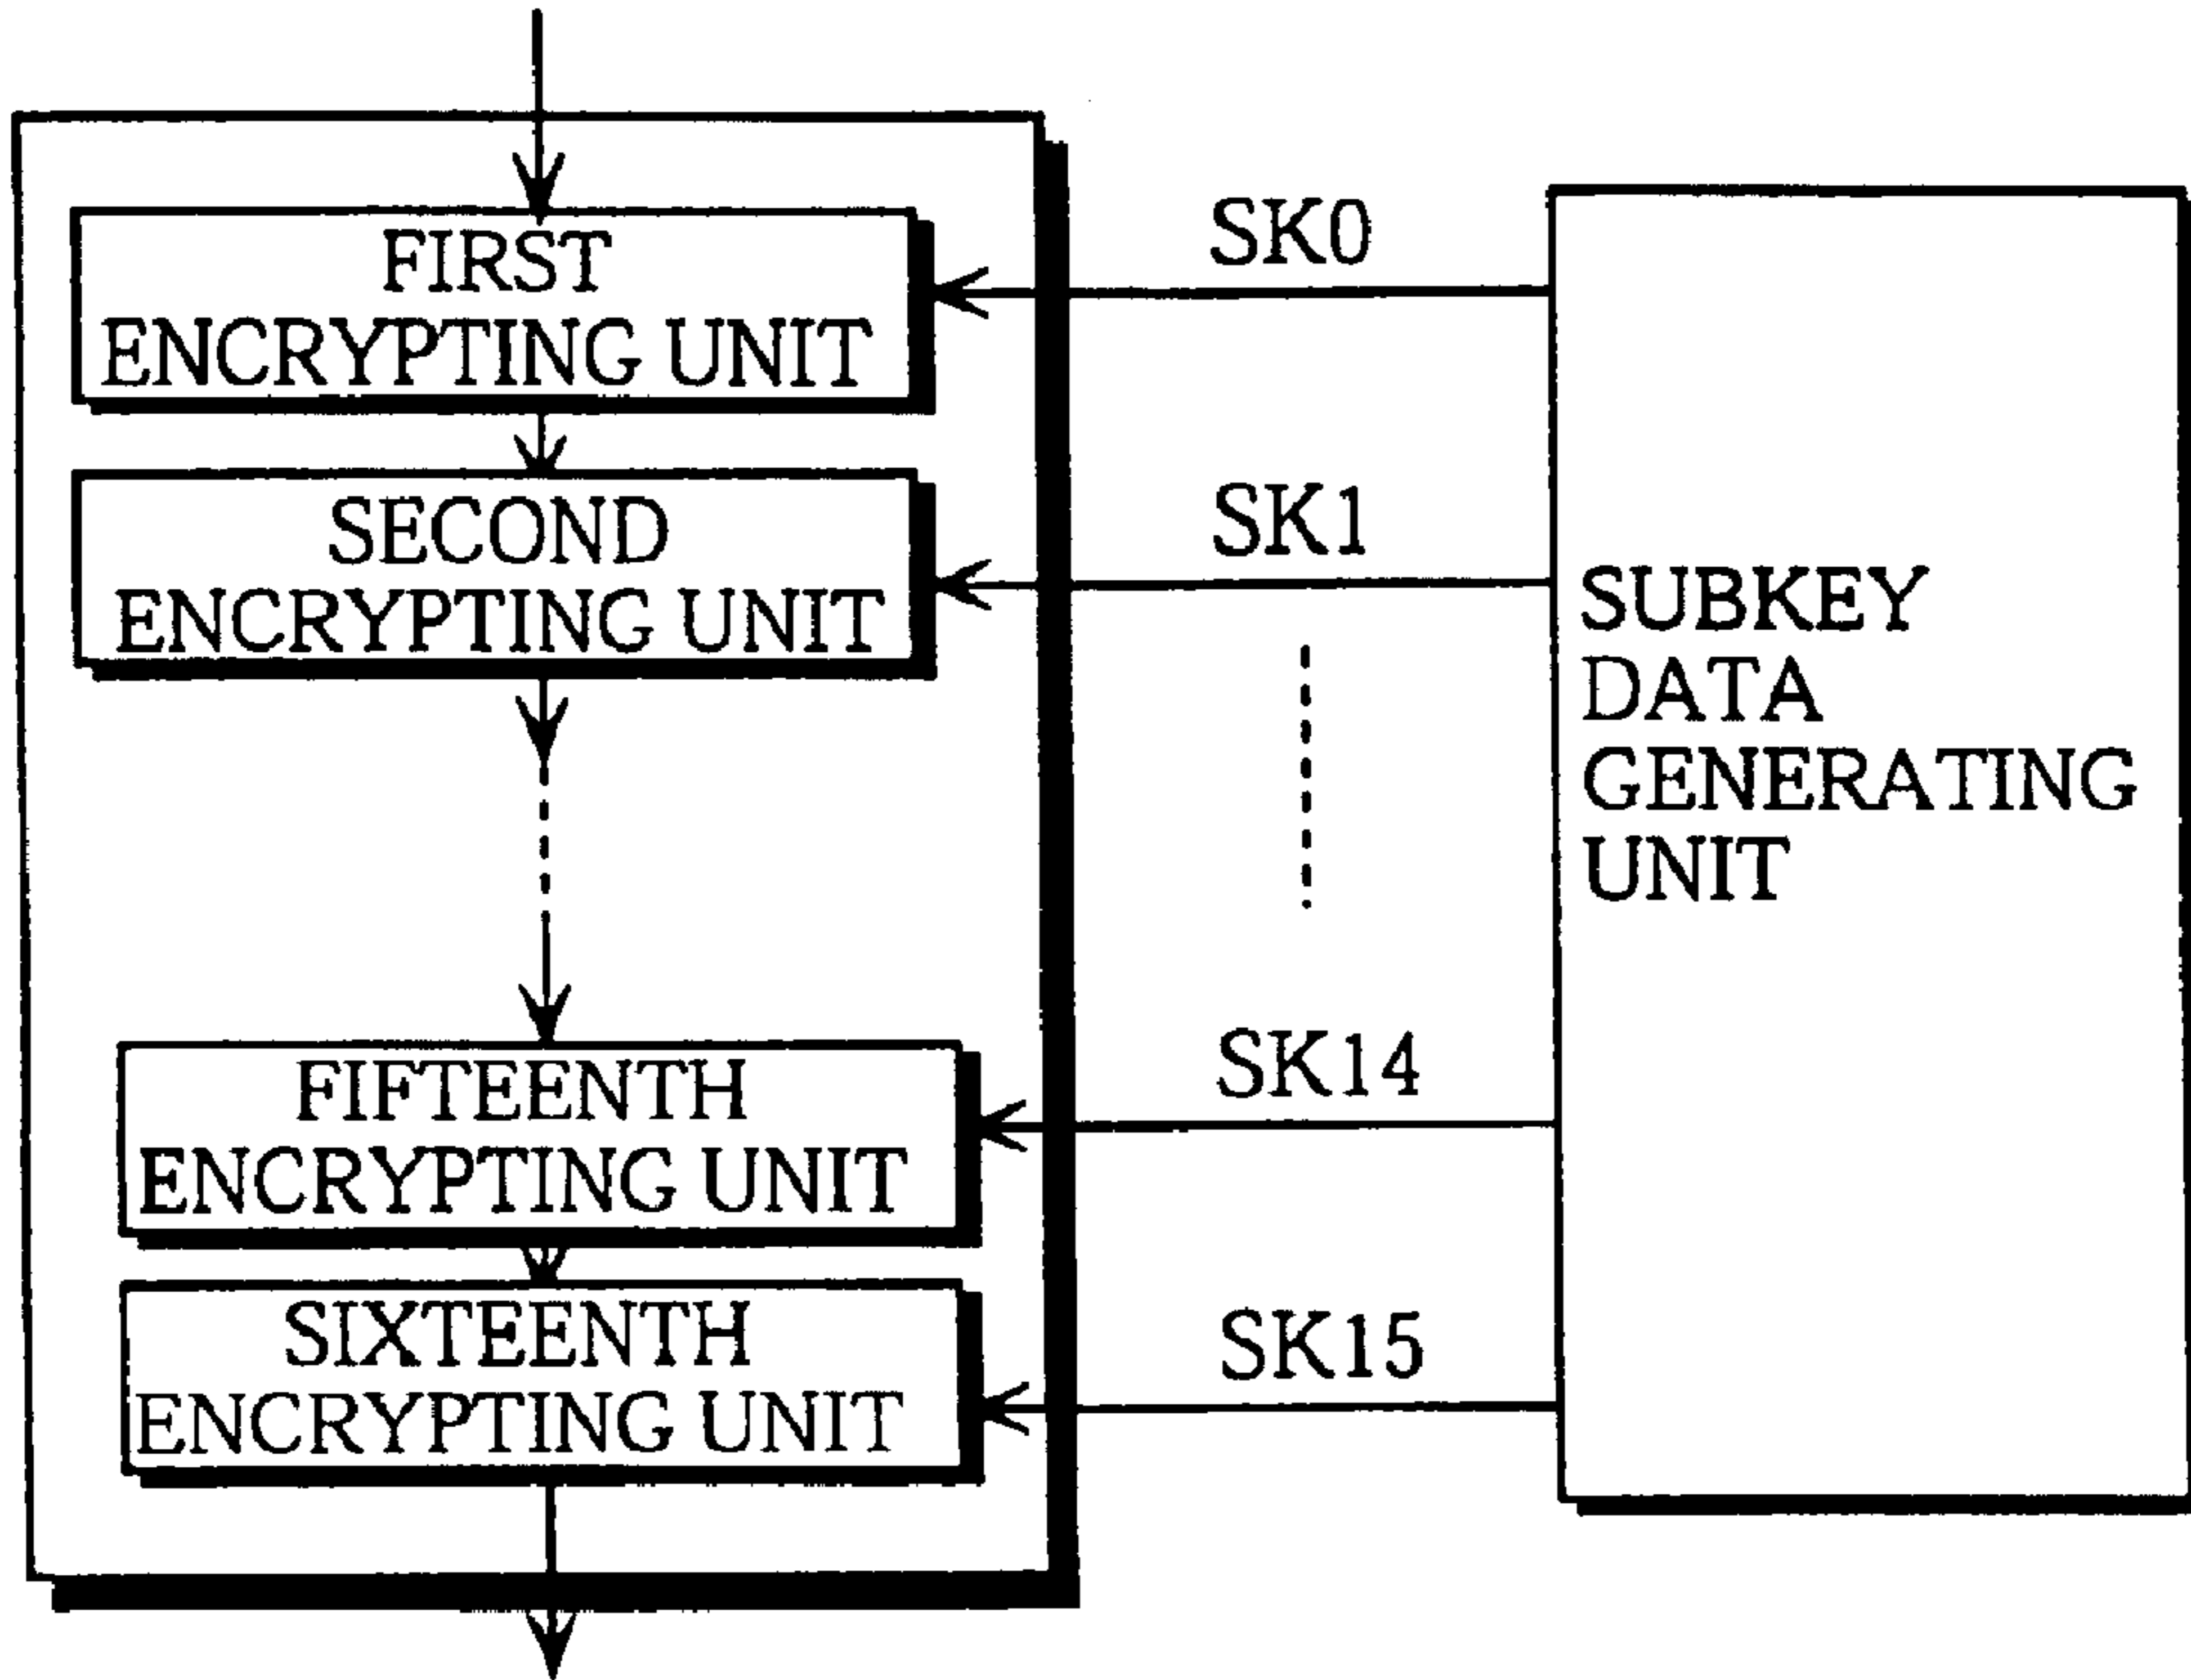 FIRST
ENCRYPTING UNIT
SK0
SECOND
ENCRYPTING UNIT
SK1
SUBKEY
DATA
GENERATING
UNIT
FIFTEENTH
ENCRYPTING UNIT
SK14
SIXTEENTH
ENCRYPTING UNIT
SK15